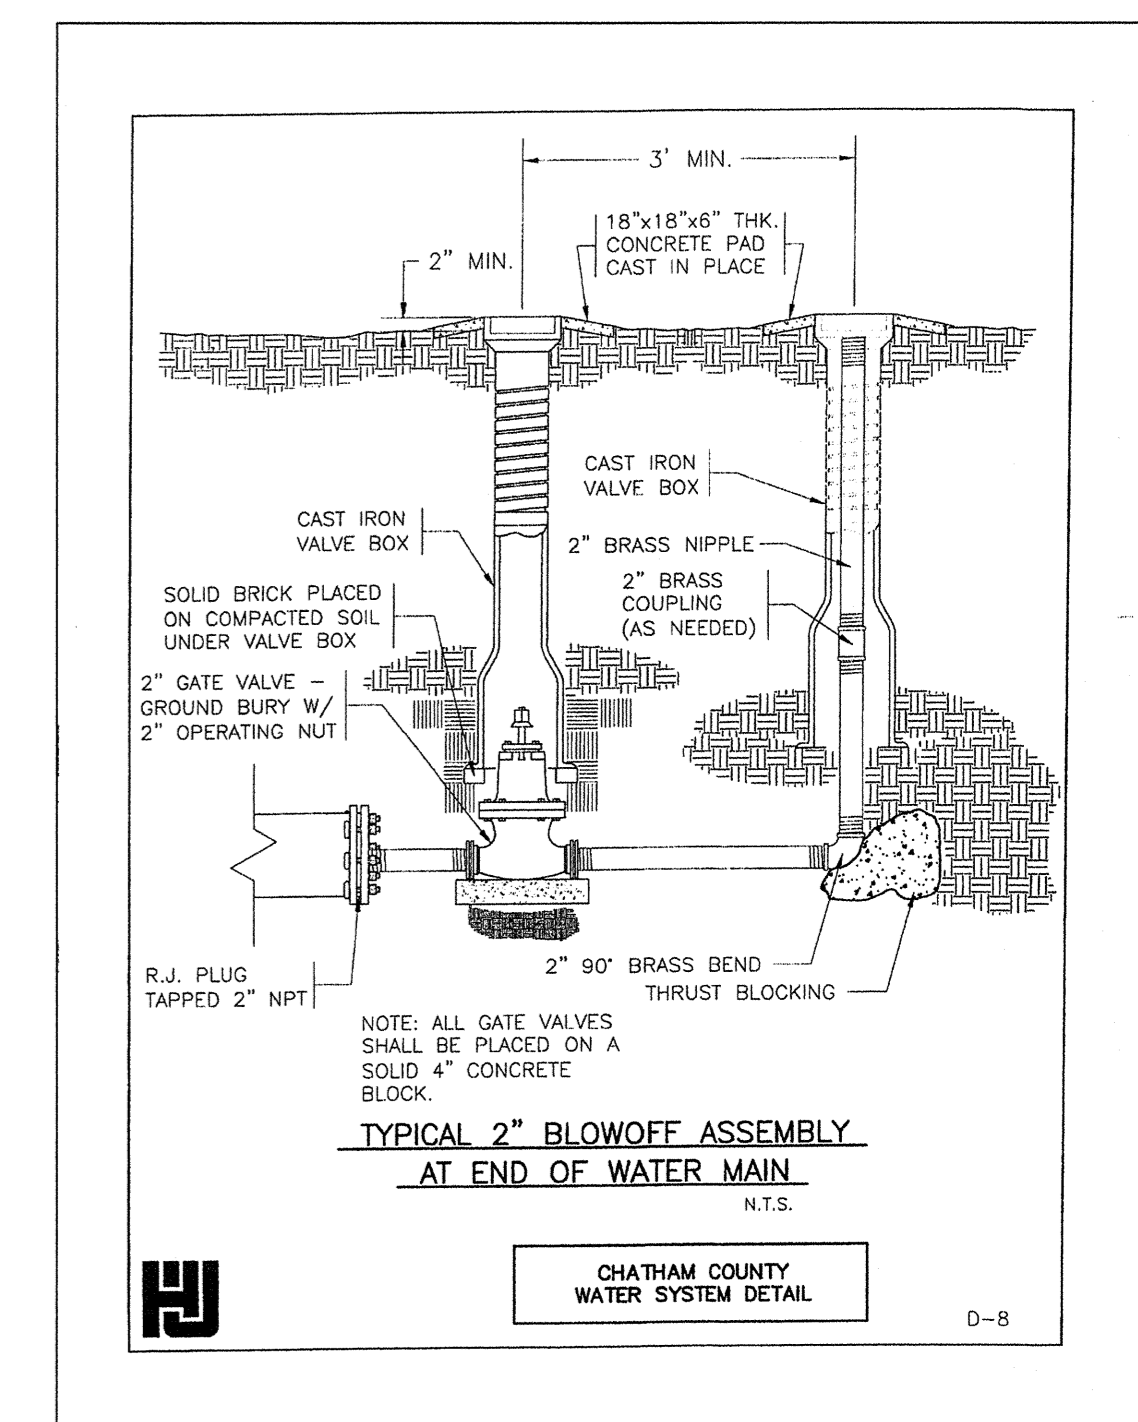 3' MIN.
18"x18"x6" THK.
CONCRETE PAD
CAST IN PLACE
2" MIN.
CAST IRON
VALVE BOX
CAST IRON
VALVE BOX
2" BRASS NIPPLE
2" BRASS
COUPLING
(AS NEEDED)
SOLID BRICK PLACED
ON COMPACTED SOIL
UNDER VALVE BOX
2" GATE VALVE -
GROUND BURY W/
2" OPERATING NUT
2" 90° BRASS BEND
THRUST BLOCKING
R.J. PLUG
TAPPED 2" NPT
NOTE: ALL GATE VALVES
SHALL BE PLACED ON A
SOLID 4" CONCRETE
BLOCK.
TYPICAL 2" BLOWOFF ASSEMBLY
AT END OF WATER MAIN
N.T.S.
CHATHAM COUNTY
WATER SYSTEM DETAIL
HJ
D-8